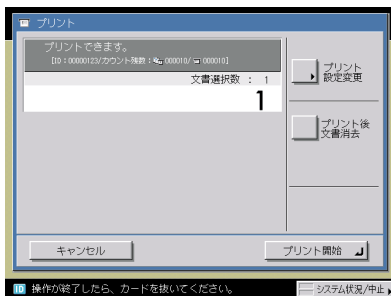 プリント
プリントできます。
[ID：00000123/カウント残数： 000010/ 000010]
文書選択数 ： 1
1
プリント
設定変更
プリント後
文書消去
キャンセル
プリント開始
ID 操作が終了したら、カードを抜いてください。
システム状況/中止